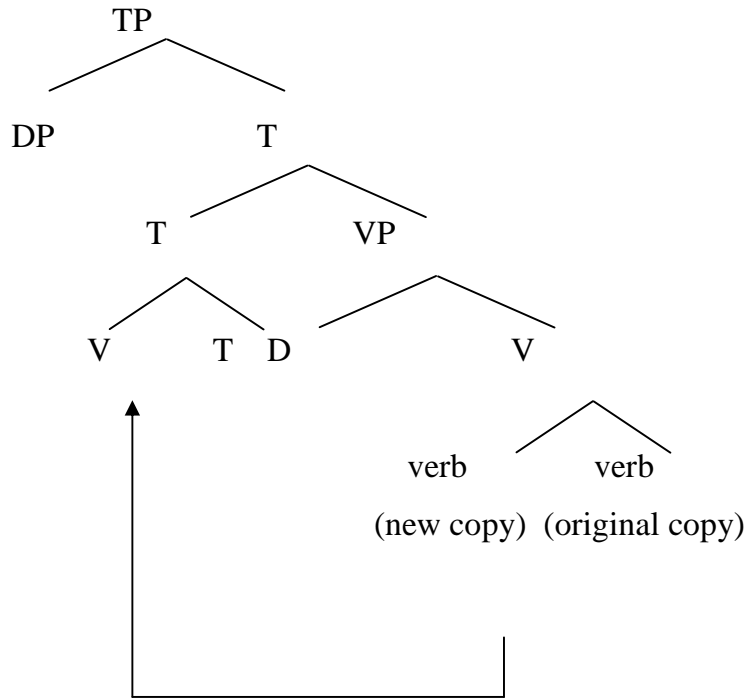 TP
DP T
T VP
V T D V
verb verb
(new copy) (original copy)